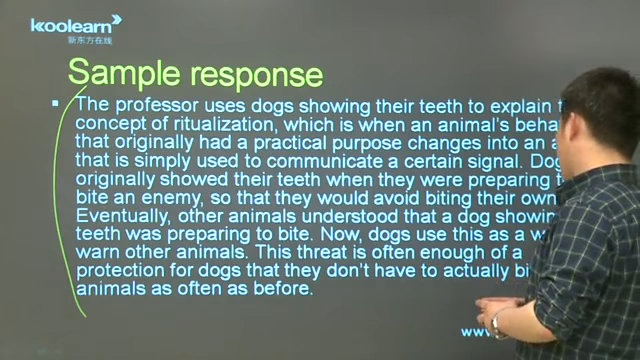 koolearn
新东方在线
Sample response
The professor uses dogs showing their teeth to explain t
concept of ritualization, which is when an animal's beha
that originally had a practical purpose changes into an a
that is simply used to communicate a certain signal. Dog
originally showed their teeth when they were preparing t
bite an enemy, so that they would avoid biting their own
Eventually, other animals understood that a dog showing
teeth was preparing to bite. Now, dogs use this as a w
warn other animals. This threat is often enough of a
protection for dogs that they don't have to actually bi
animals as often as before.
www.